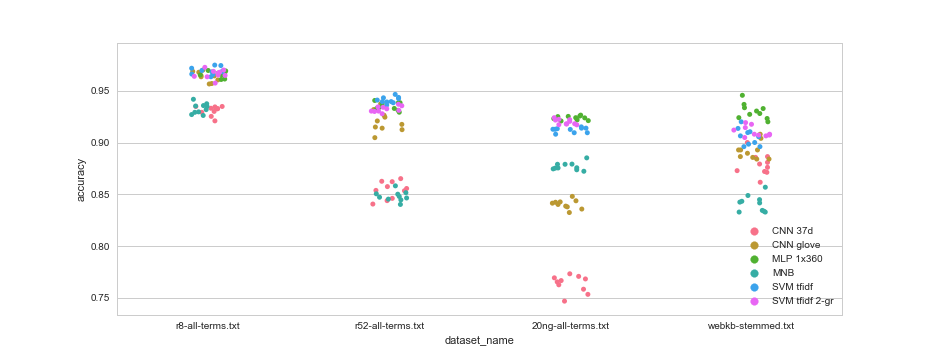 accuracy
0.95
0.90
0.85
0.80
0.75
CNN 37d
CNN glove
MLP 1x360
MNB
SVM tfidf
SVM tfidf 2-gr
r8-all-terms.txt
r52-all-terms.txt
20ng-all-terms.txt
webkb-stemmed.txt
dataset_name